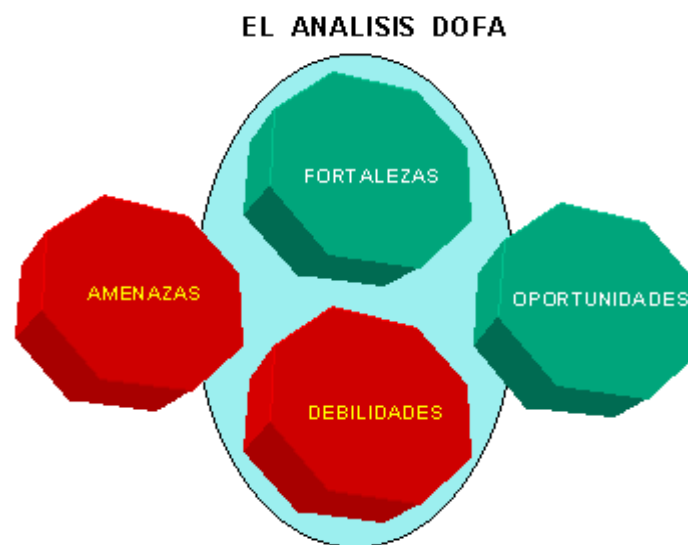 EL ANALISIS DOFA
FORTALEZAS
AMENAZAS
OPORTUNIDADES
DEBILIDADES